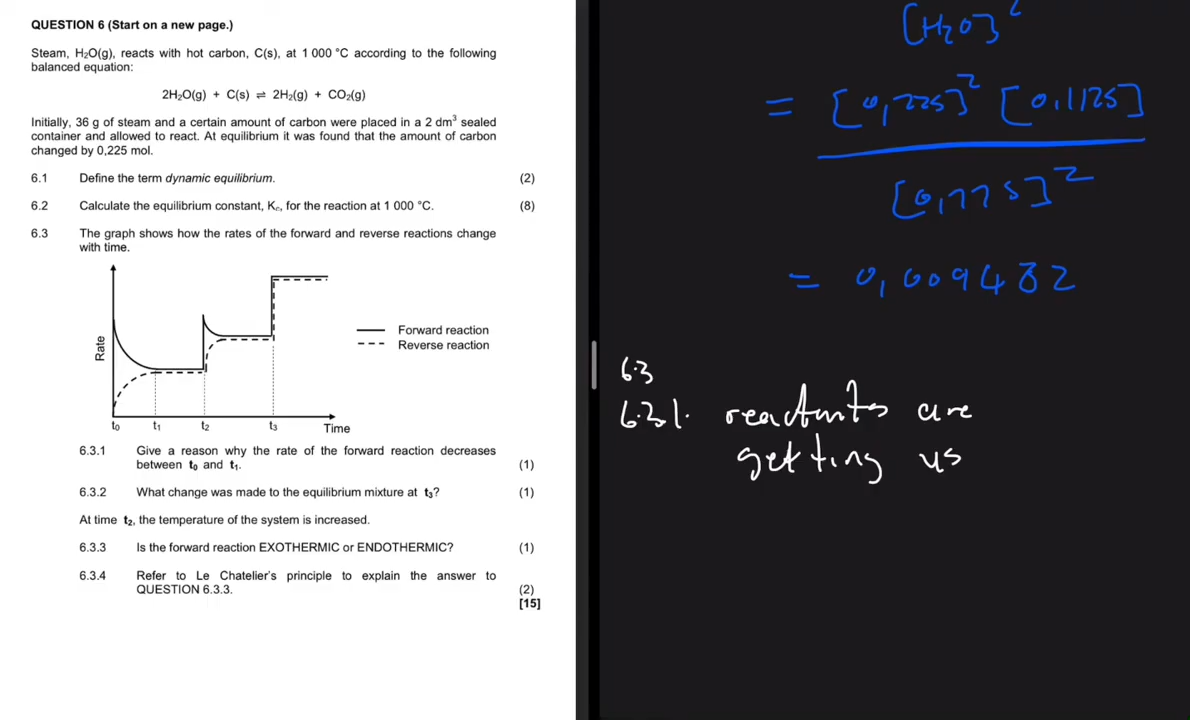 QUESTION 6 (Start on a new page.)
Steam, H₂O(g), reacts with hot carbon, C(s), at 1 000 °C according to the following
balanced equation:
2H₂O(g) + C(s) ⇌ 2H₂(g) + CO₂(g)
Initially, 36 g of steam and a certain amount of carbon were placed in a 2 dm³ sealed
container and allowed to react. At equilibrium it was found that the amount of carbon
changed by 0,225 mol.
6.1 Define the term dynamic equilibrium. (2)
6.2 Calculate the equilibrium constant, Kc, for the reaction at 1 000 °C. (8)
6.3 The graph shows how the rates of the forward and reverse reactions change
with time.
Rate
Forward reaction
Reverse reaction
t₀ t₁ t₂ t₃ Time
6.3.1 Give a reason why the rate of the forward reaction decreases
between t₀ and t₁. (1)
6.3.2 What change was made to the equilibrium mixture at t₃? (1)
At time t₂, the temperature of the system is increased.
6.3.3 Is the forward reaction EXOTHERMIC or ENDOTHERMIC? (1)
6.3.4 Refer to Le Chatelier's principle to explain the answer to
QUESTION 6.3.3. (2)
[15]
[H₂O]²
= [0,225]² [0,1125]
[0,775]²
= 0,009482
6.3
6.3.1. reactants are
getting us